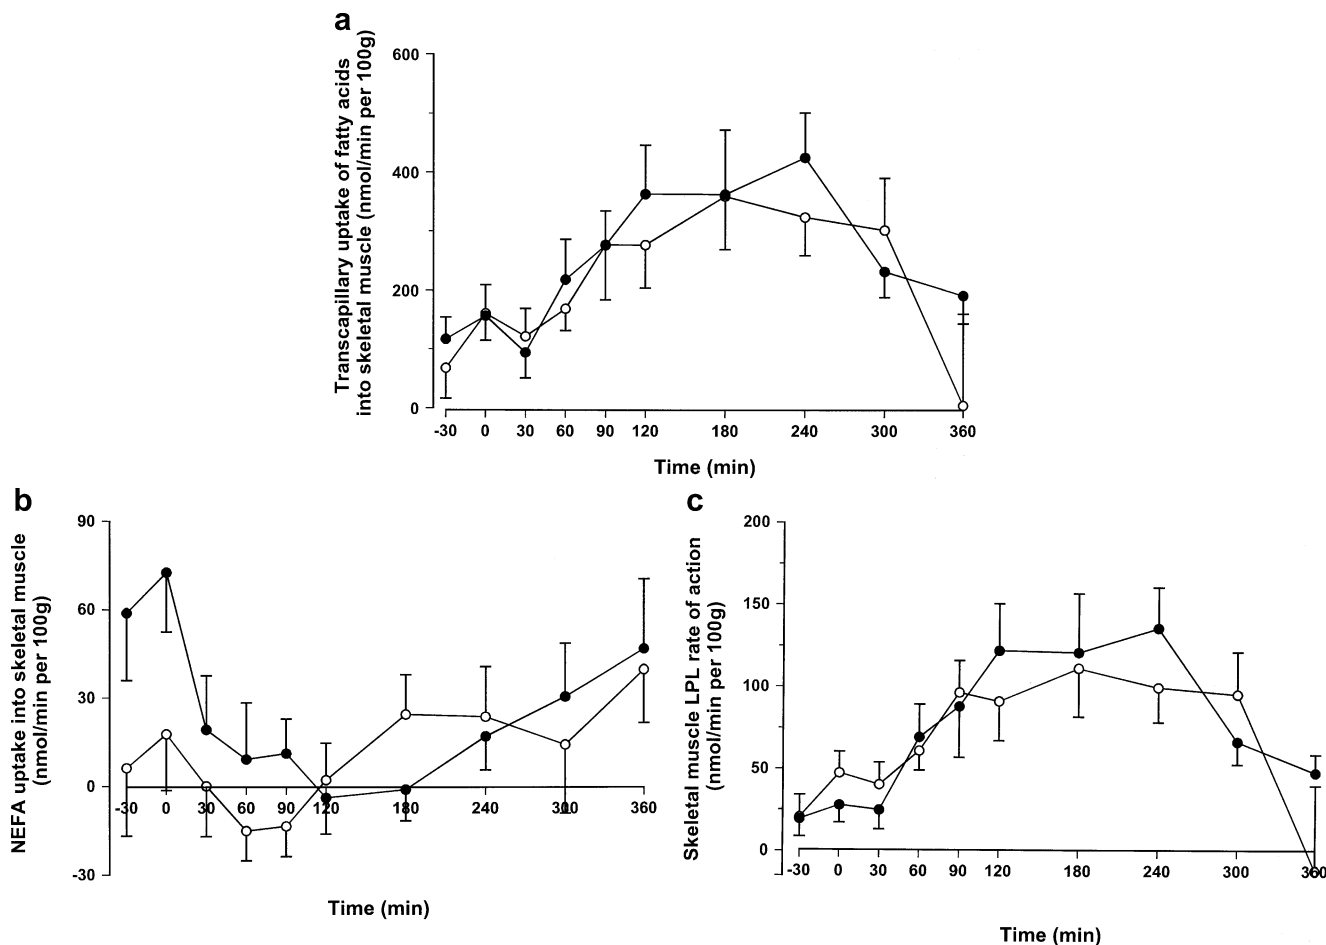 a
Transcapillary uptake of fatty acids
into skeletal muscle (nmol/min per 100g)
600
400
200
0
-30 0 30 60 90 120 180 240 300 360
Time (min)
b
NEFA uptake into skeletal muscle
(nmol/min per 100g)
90
60
30
0
-30
-30 0 30 60 90 120 180 240 300 360
Time (min)
c
Skeletal muscle LPL rate of action
(nmol/min per 100g)
200
150
100
50
0
-30 0 30 60 90 120 180 240 300 360
Time (min)